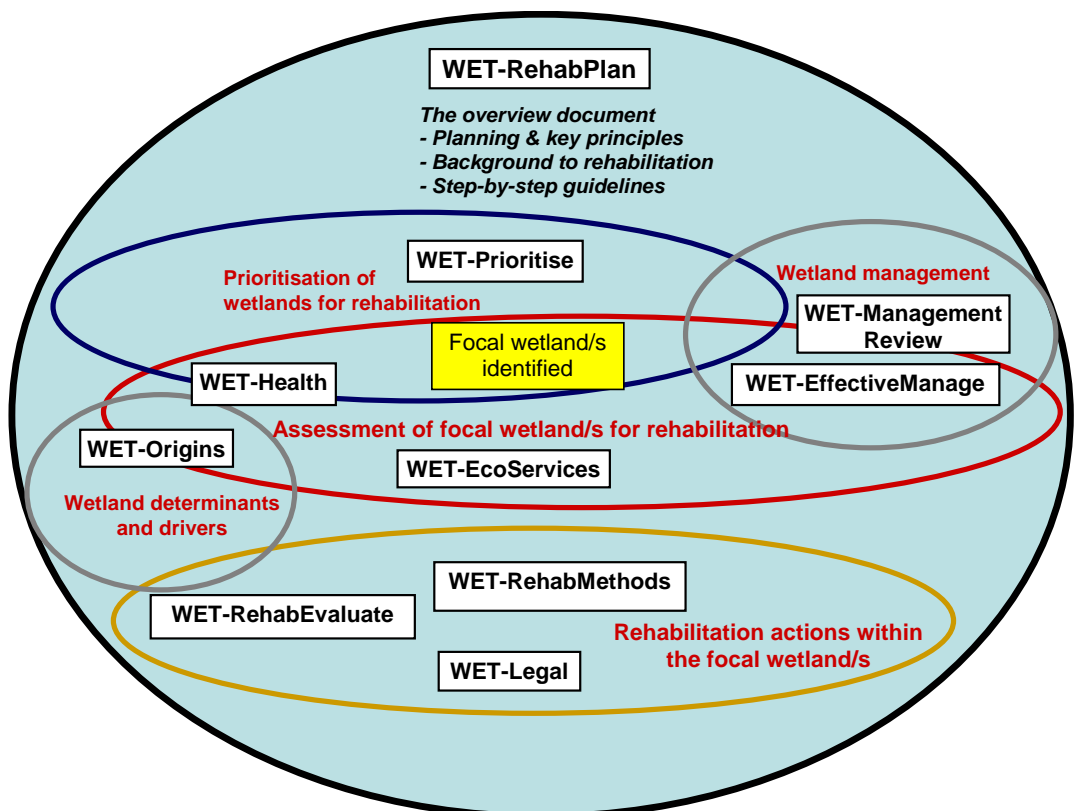 WET-RehabPlan
The overview document
- Planning & key principles
- Background to rehabilitation
- Step-by-step guidelines
WET-Prioritise
Prioritisation of
wetlands for rehabilitation
Wetland management
WET-Management
Review
Focal wetland/s
identified
WET-Health
WET-EffectiveManage
Assessment of focal wetland/s for rehabilitation
WET-Origins
WET-EcoServices
Wetland determinants
and drivers
WET-RehabMethods
WET-RehabEvaluate
Rehabilitation actions within
the focal wetland/s
WET-Legal